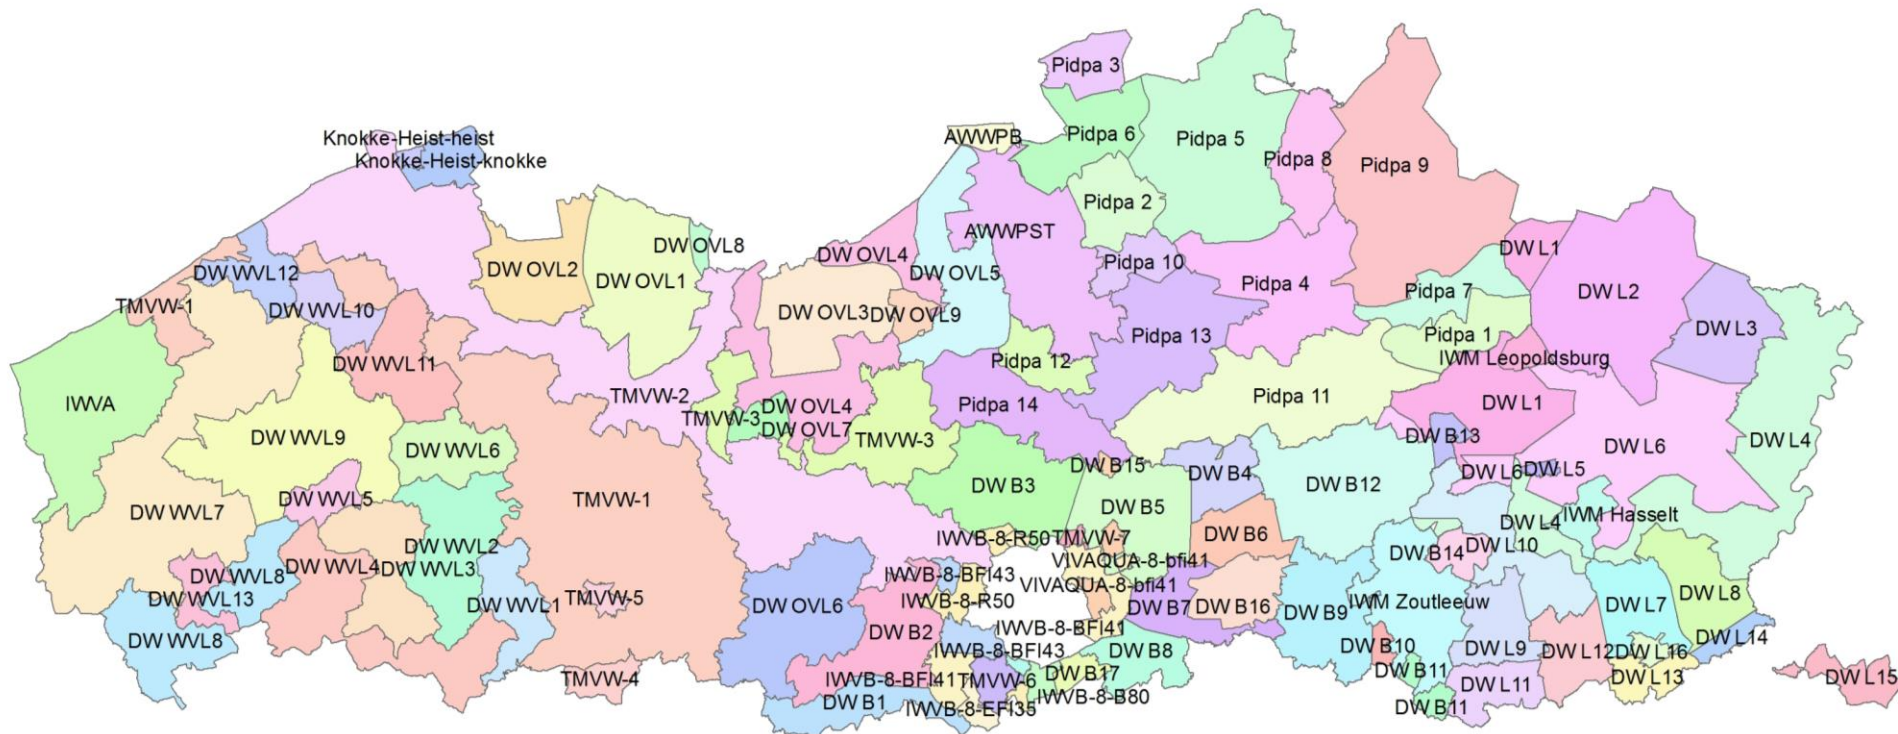 Pidpa 3
Knokke-Heist-heist
AWWPB
Pidpa 6
Pidpa 5
Knokke-Heist-knokke
Pidpa 8
Pidpa 9
Pidpa 2
AWWPST
DW OVL8
DW OVL4
DW L1
DW WVL12
DW OVL2
DW OVL1
DW OVL5
Pidpa 10
Pidpa 4
Pidpa 7
DW L2
TMVW-1
DW WVL10
DW OVL3
DW OVL9
Pidpa 13
Pidpa 1
DW L3
DW WVL11
Pidpa 12
IWM Leopoldsburg
IWVA
TMVW-2
Pidpa 14
Pidpa 11
DW L1
TMVW-3
DW OVL4
DW OVL7
TMVW-3
DW WVL9
DW WVL6
DW B13
DW L6
DW L4
DW B15
DW B4
DW L6
DW L5
DW WVL5
TMVW-1
DW B3
DW B5
DW B12
DW WVL7
DW L4
IWM Hasselt
DW WVL2
DW WVL3
IWVB-8-R50
TMVW-7
DW B6
DW B14
DW L10
DW WVL8
DW WVL4
IWVB-8-BFI43
VIVAQUA-8-bfi41
VIVAQUA-8-bfi41
DW WVL13
DW WVL1
TMVW-5
DW OVL6
IWVB-8-R50
DW B7
DW B16
DW B9
IWM Zoutleeuw
DW L7
DW L8
DW WVL8
DW B2
IWVB-8-BFI41
IWVB-8-BFI43
DW B8
DW B10
DW L9
DW L12
DW L16
DW L14
TMVW-4
IWVB-8-BFI41
TMVW-6
DW B17
DW B11
DW L11
DW L13
DW L15
DW B1
IWVB-8-EFI35
IWVB-8-B80
DW B11